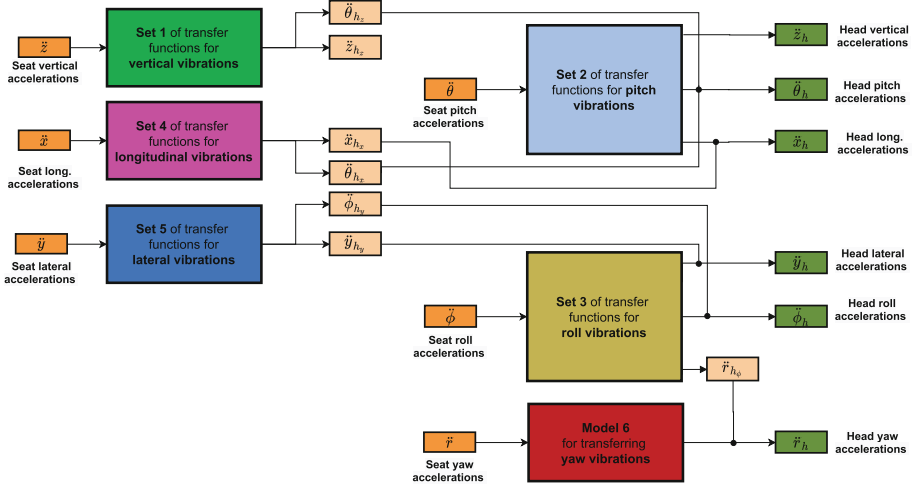 z̈
Seat vertical
accelerations
Set 1 of transfer
functions for
vertical vibrations
θ̈_{h_z}
z̈_{h_z}
ẍ
Seat long.
accelerations
Set 4 of transfer
functions for
longitudinal vibrations
ẍ_{h_x}
θ̈_{h_x}
ÿ
Seat lateral
accelerations
Set 5 of transfer
functions for
lateral vibrations
ϕ̈_{h_y}
ÿ_{h_y}
θ̈
Seat pitch
accelerations
Set 2 of transfer
functions for pitch
vibrations
z̈_h
Head vertical
accelerations
θ̈_h
Head pitch
accelerations
ẍ_h
Head long.
accelerations
ϕ̈
Seat roll
accelerations
Set 3 of transfer
functions for
roll vibrations
ÿ_h
Head lateral
accelerations
ϕ̈_h
Head roll
accelerations
r̈_{h_ϕ}
r̈
Seat yaw
accelerations
Model 6
for transferring
yaw vibrations
r̈_h
Head yaw
accelerations